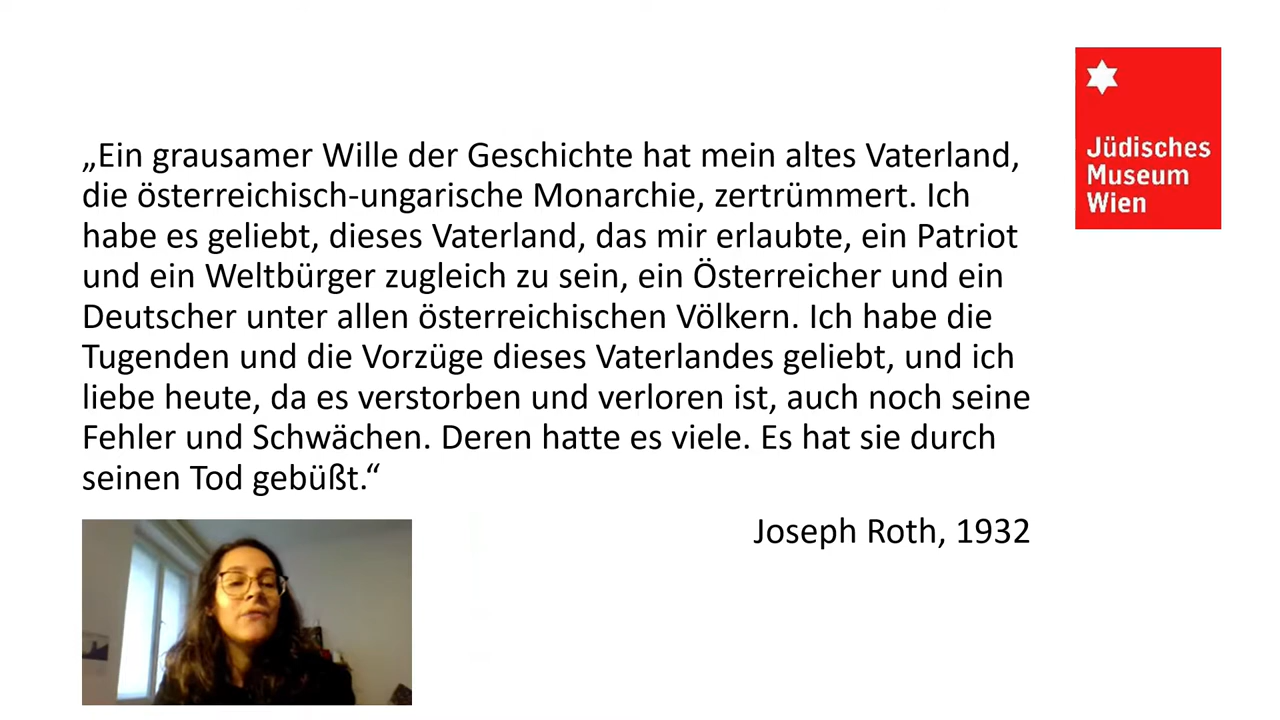 „Ein grausamer Wille der Geschichte hat mein altes Vaterland,
die österreichisch-ungarische Monarchie, zertrümmert. Ich
habe es geliebt, dieses Vaterland, das mir erlaubte, ein Patriot
und ein Weltbürger zugleich zu sein, ein Österreicher und ein
Deutscher unter allen österreichischen Völkern. Ich habe die
Tugenden und die Vorzüge dieses Vaterlandes geliebt, und ich
liebe heute, da es verstorben und verloren ist, auch noch seine
Fehler und Schwächen. Deren hatte es viele. Es hat sie durch
seinen Tod gebüßt.“
Joseph Roth, 1932
Jüdisches
Museum
Wien